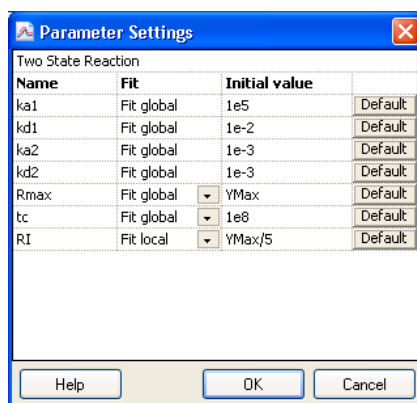 Parameter Settings
Two State Reaction
Name Fit Initial value
ka1 Fit global 1e5 Default
kd1 Fit global 1e-2 Default
ka2 Fit global 1e-3 Default
kd2 Fit global 1e-3 Default
Rmax Fit global YMax Default
tc Fit global 1e8 Default
RI Fit local YMax/5 Default
Help OK Cancel